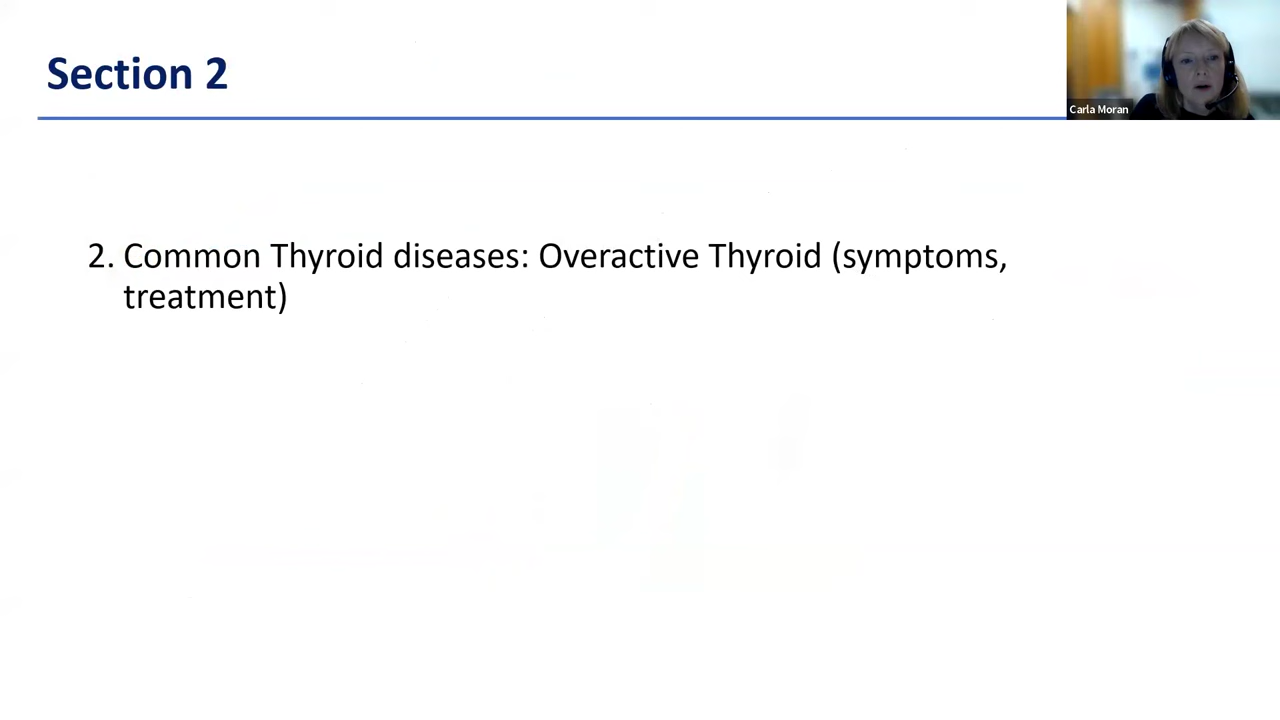 Section 2
Carla Moran
2. Common Thyroid diseases: Overactive Thyroid (symptoms,
treatment)